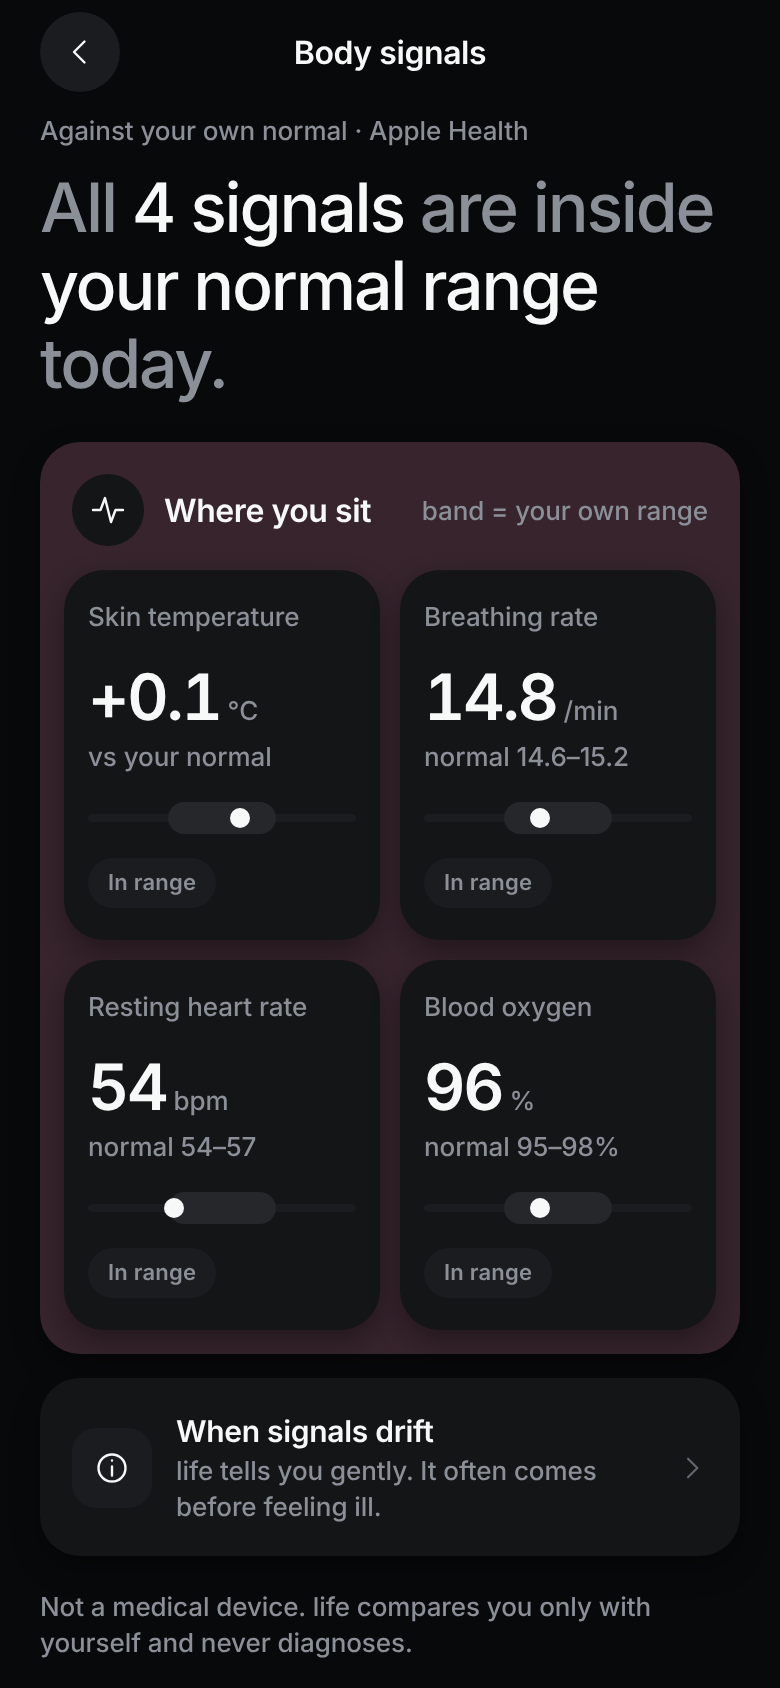 Body signals
Against your own normal · Apple Health
All 4 signals are inside
your normal range
today.
Where you sit
band = your own range
Skin temperature
+0.1 °C
vs your normal
In range
Breathing rate
14.8 /min
normal 14.6–15.2
In range
Resting heart rate
54 bpm
normal 54–57
In range
Blood oxygen
96 %
normal 95–98%
In range
When signals drift
life tells you gently. It often comes
before feeling ill.
Not a medical device. life compares you only with
yourself and never diagnoses.